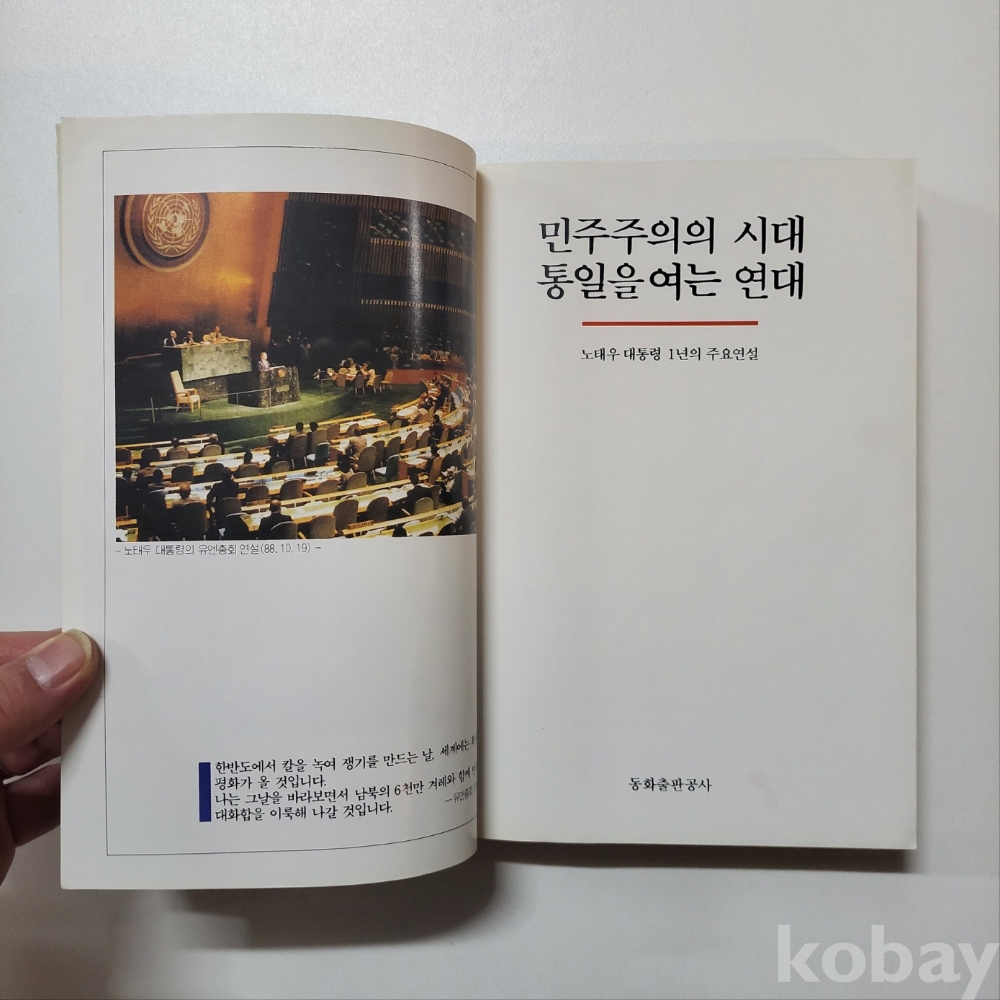 - 노태우 대통령의 유엔총회 연설(88.10.19) -
한반도에서 칼을 녹여 쟁기를 만드는 날, 세계에는
평화가 올 것입니다.
나는 그날을 바라보면서 남북의 6천만 겨레와 함께
대화합을 이룩해 나갈 것입니다.
—유엔총회
민주주의의 시대
통일을 여는 연대
노태우 대통령 1년의 주요연설
동화출판공사
kobay